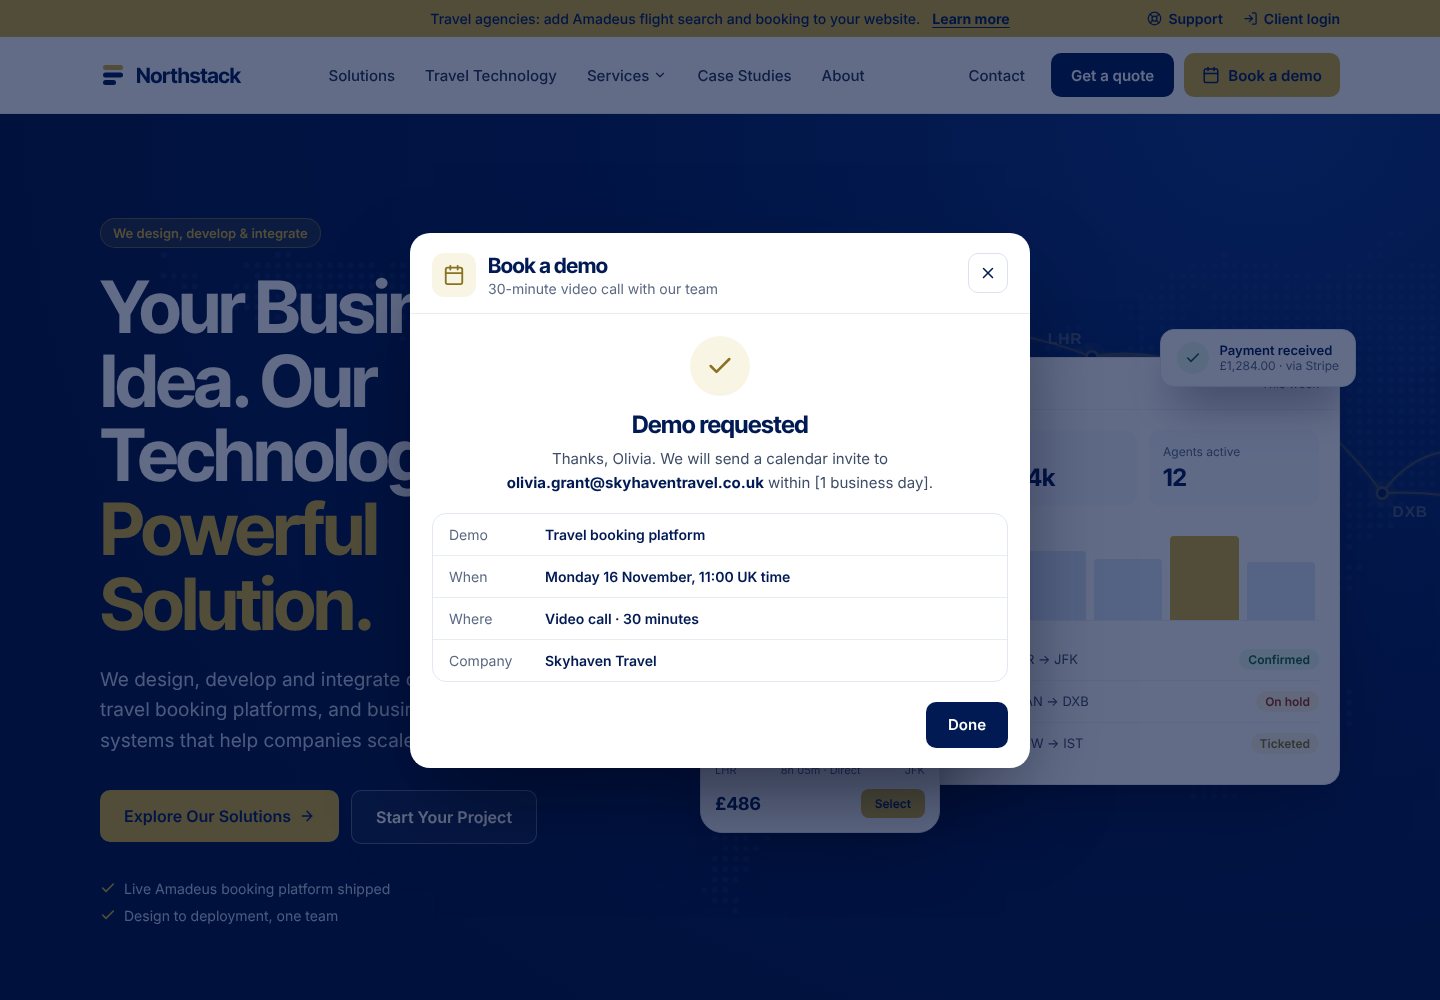 Travel agencies: add Amadeus flight search and booking to your website. Learn more
Support
Client login
Northstack
Solutions
Travel Technology
Services
Case Studies
About
Contact
Get a quote
Book a demo
We design, develop & integrate
Your Busin
Idea. Our
Technolog
Powerful
Solution.
We design, develop and integrate
travel booking platforms, and busin
systems that help companies scale
Explore Our Solutions →
Start Your Project
Live Amadeus booking platform shipped
Design to deployment, one team
Book a demo
30-minute video call with our team
Demo requested
Thanks, Olivia. We will send a calendar invite to
olivia.grant@skyhaventravel.co.uk within [1 business day].
Demo Travel booking platform
When Monday 16 November, 11:00 UK time
Where Video call · 30 minutes
Company Skyhaven Travel
Done
LHR
Payment received
£1,284.00 · via Stripe
Agents active
4k
12
DXB
→ JFK
Confirmed
→ DXB
On hold
W → IST
Ticketed
LHR 8h 05m · Direct JFK
£486
Select